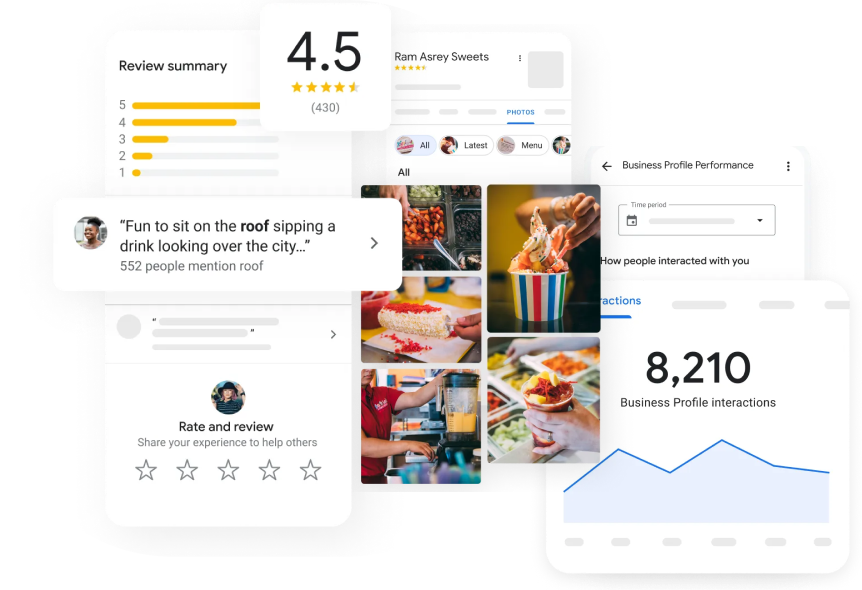 Review summary
5
4
3
2
1
4.5
(430)
“Fun to sit on the roof sipping a
drink looking over the city...”
552 people mention roof
“
”
Rate and review
Share your experience to help others
Ram Asrey Sweets
PHOTOS
All
Latest
Menu
All
Business Profile Performance
Time period
How people interacted with you
ractions
8,210
Business Profile interactions